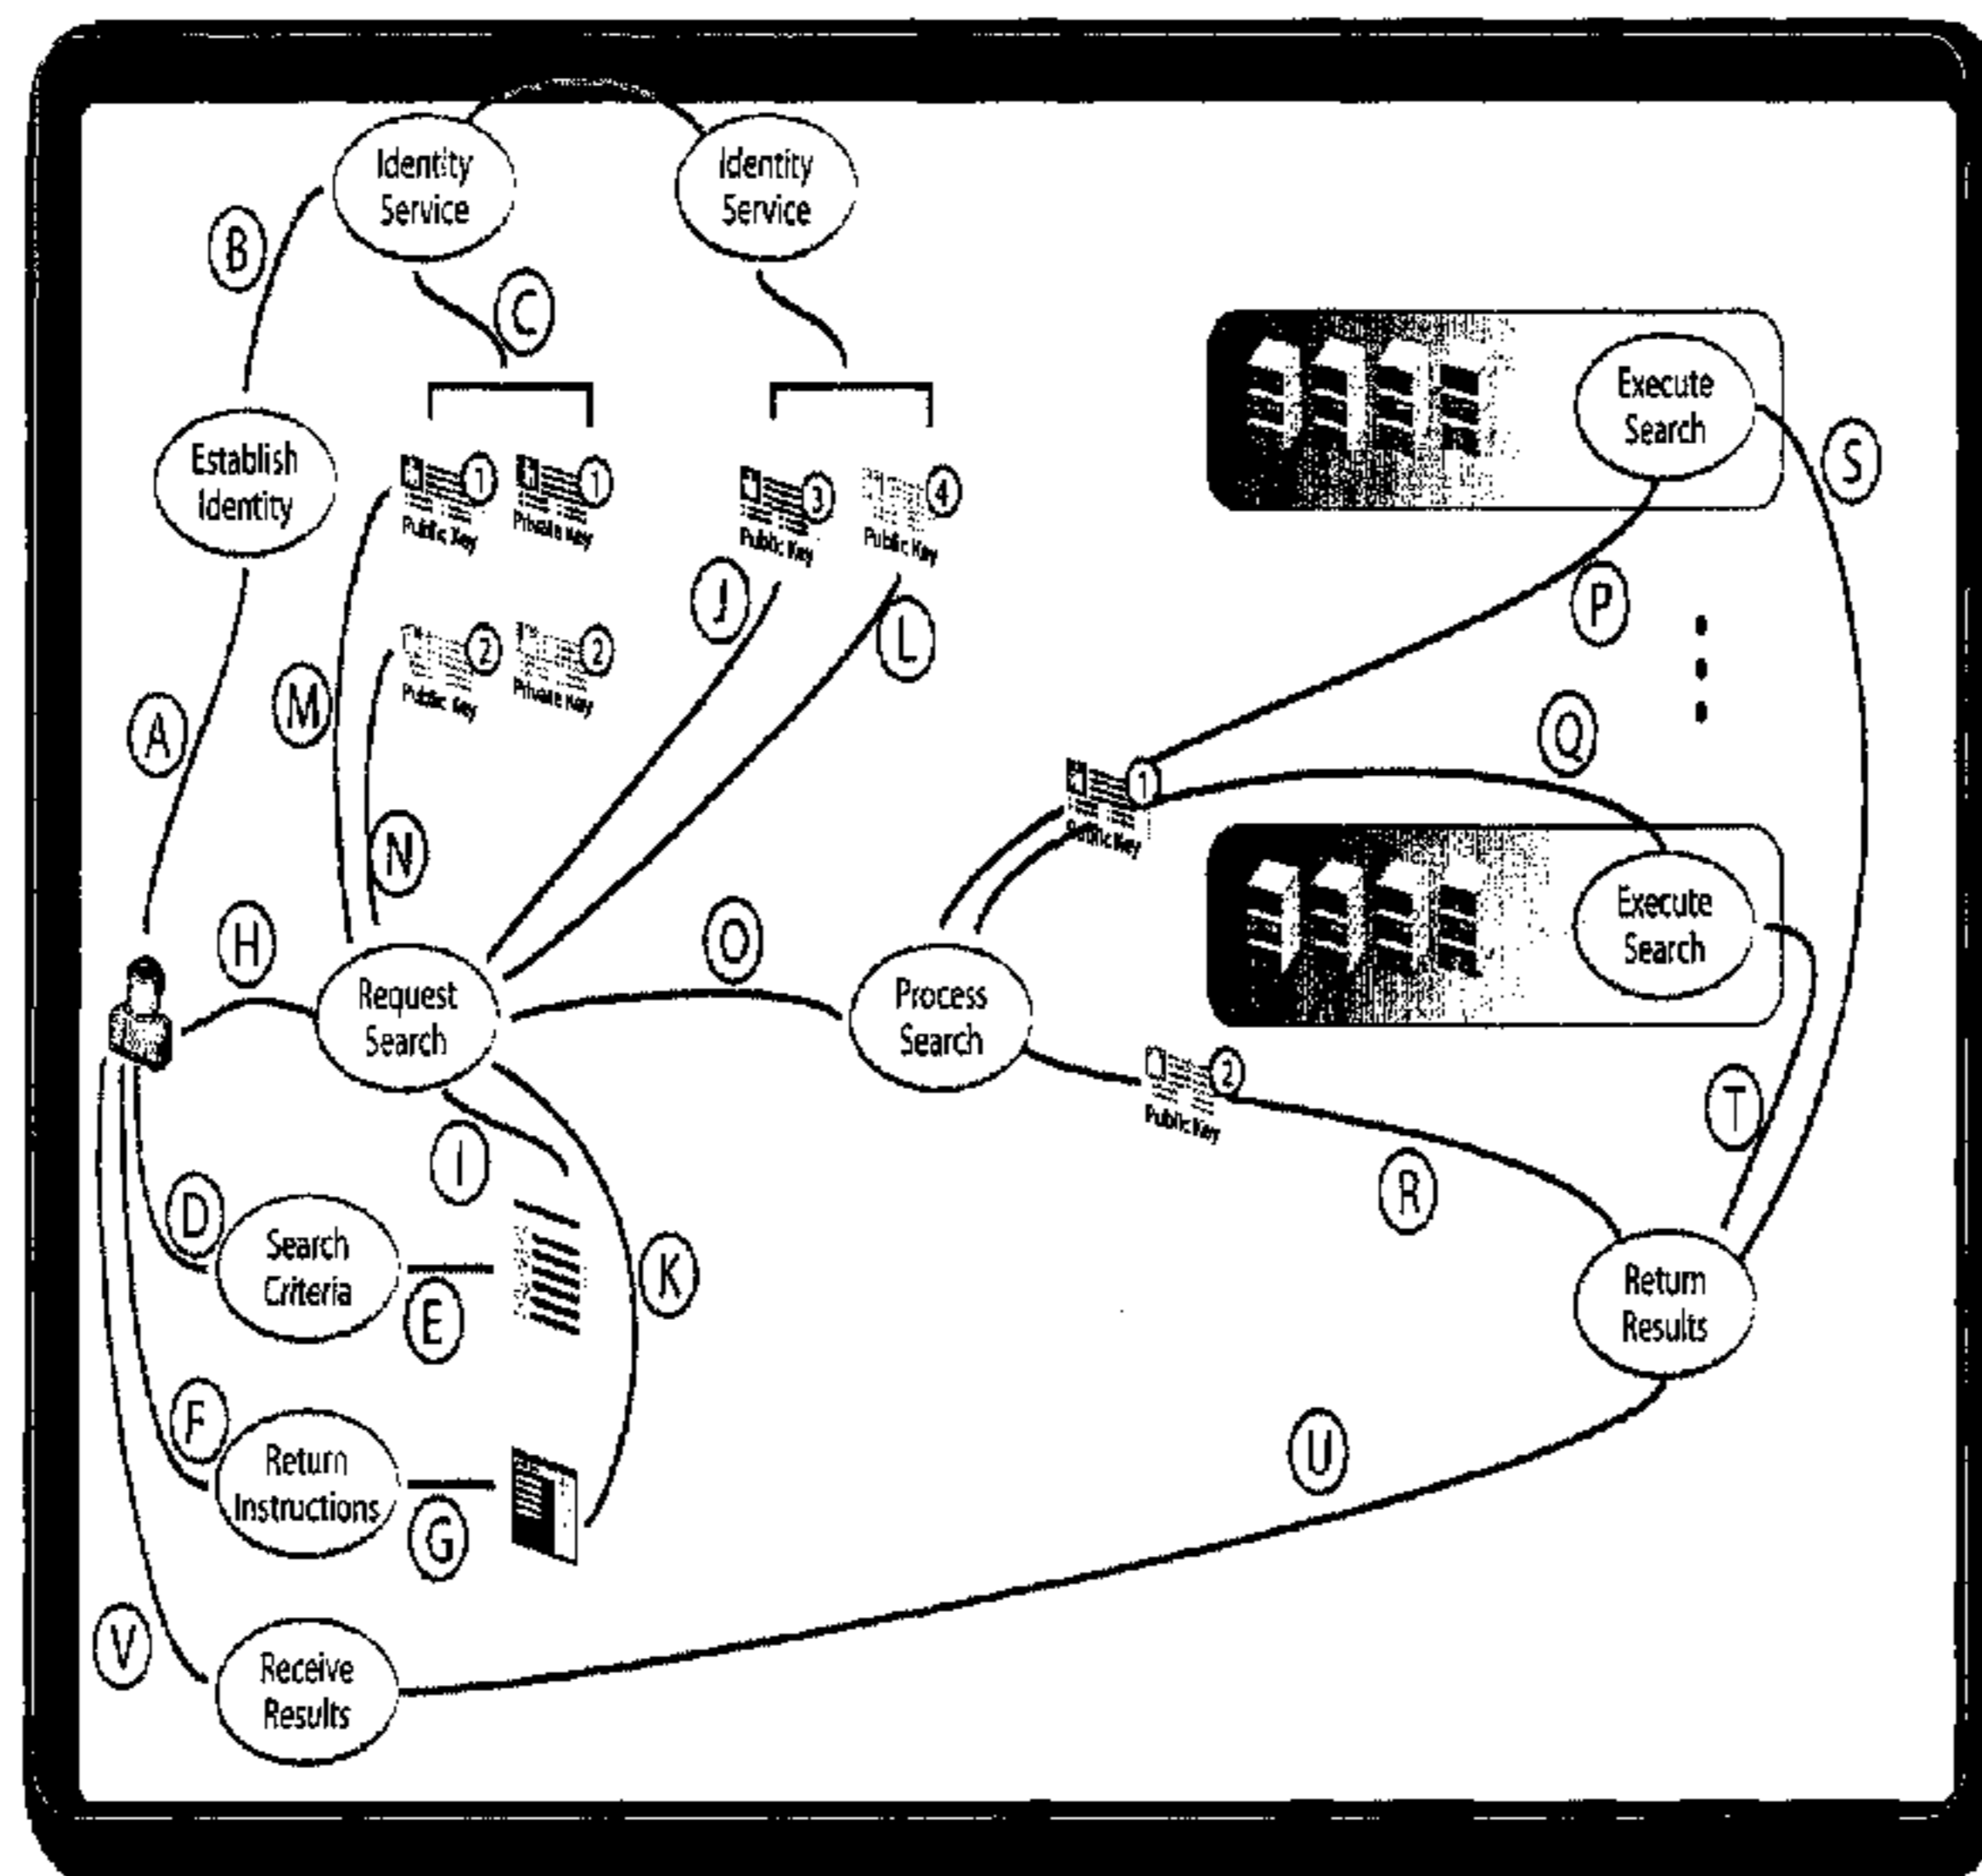 Identity
Service
Identity
Service
B
C
Execute
Search
S
Establish
Identity
1
Public Key
1
Private Key
3
Public Key
4
Public Key
J
L
P
2
Public Key
2
Private Key
M
A
Q
1
Public Key
N
H
O
Execute
Search
Request
Search
Process
Search
2
Public Key
T
I
R
D
Search
Criteria
E
K
Return
Results
F
Return
Instructions
G
U
V
Receive
Results